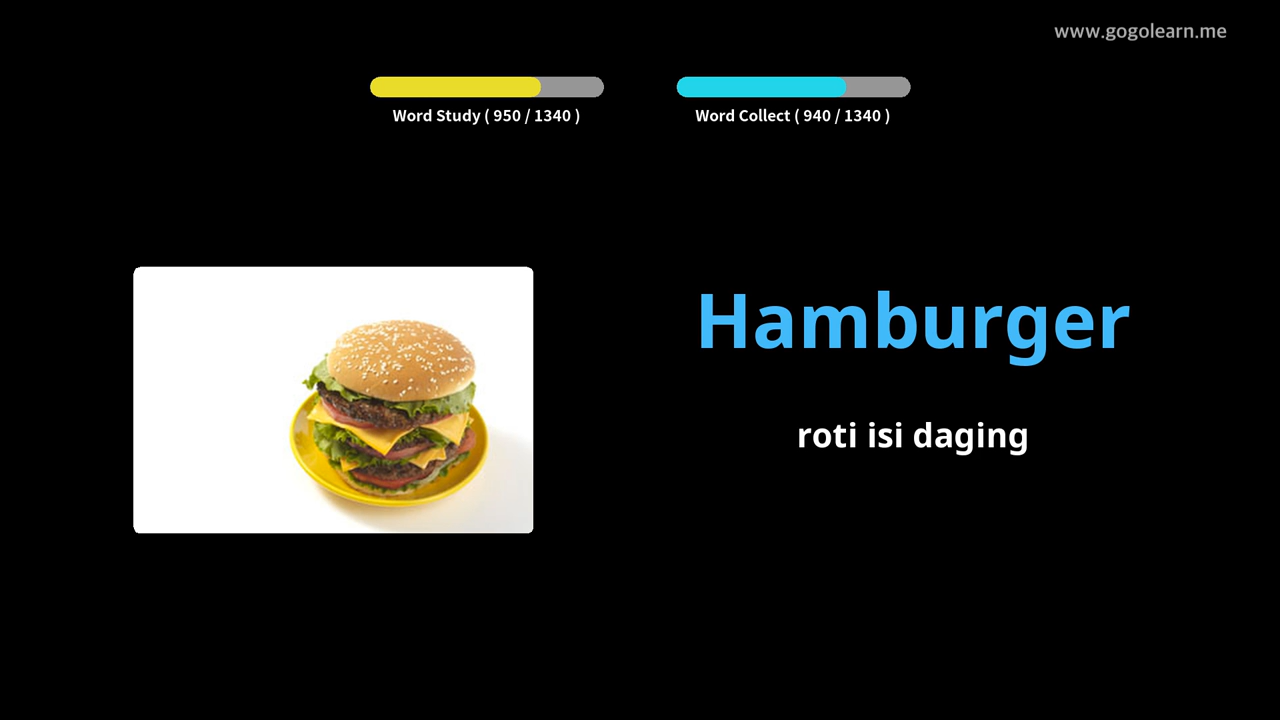 www.gogolearn.me
Word Study ( 950 / 1340 )
Word Collect ( 940 / 1340 )
Hamburger
roti isi daging